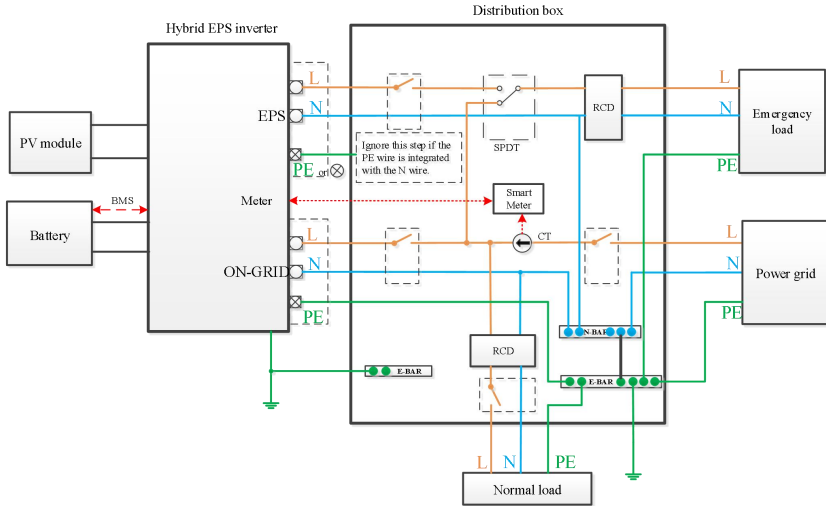 Distribution box
Hybrid EPS inverter
L
L
RCD
EPS
N
N
Emergency
load
PV module
SPDT
Ignore this step if the
PE wire is integrated
with the N wire.
PE
or
PE
BMS
Meter
Smart
Meter
Battery
L
CT
L
ON-GRID
N
N
Power grid
PE
PE
N-BAR
RCD
E-BAR
E-BAR
L
N
PE
Normal load